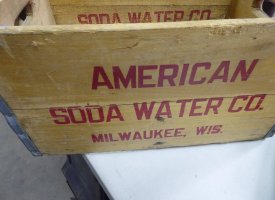 SODA WATER CO.
AMERICAN
SODA WATER CO.
MILWAUKEE, WIS.